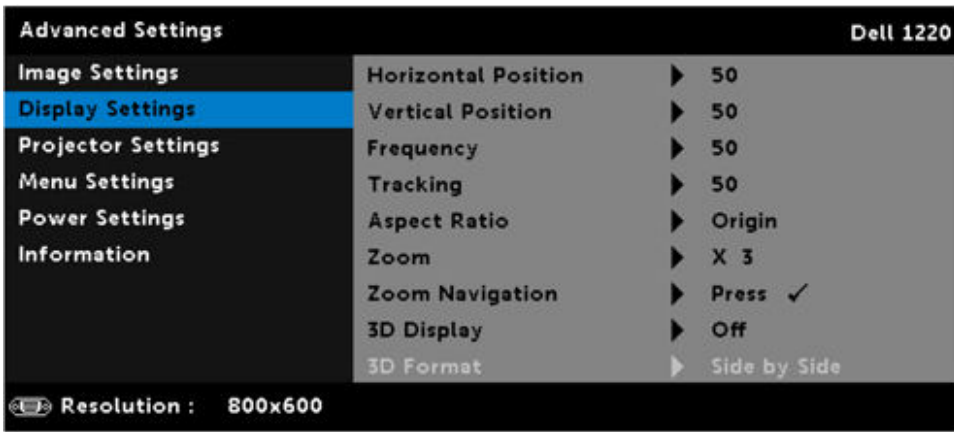 Advanced Settings Dell 1220
Image Settings Horizontal Position 50
Display Settings Vertical Position 50
Projector Settings Frequency 50
Menu Settings Tracking 50
Power Settings Aspect Ratio Origin
Information Zoom X 3
Zoom Navigation Press ✓
3D Display Off
3D Format Side by Side
Resolution : 800x600